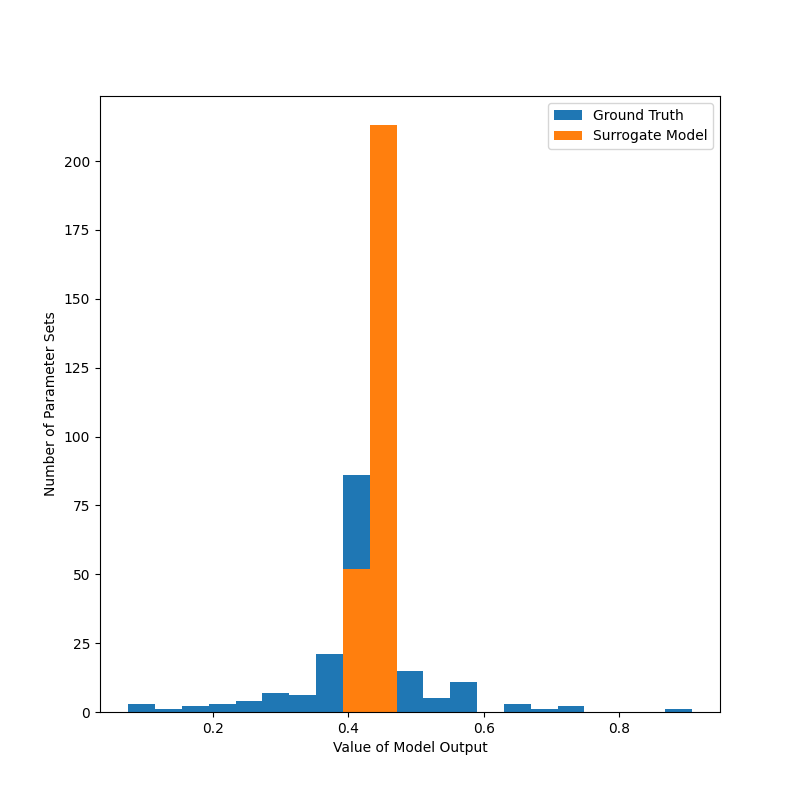 Ground Truth
Surrogate Model
200
175
150
125
100
75
50
25
0
Number of Parameter Sets
0.2 0.4 0.6 0.8
Value of Model Output